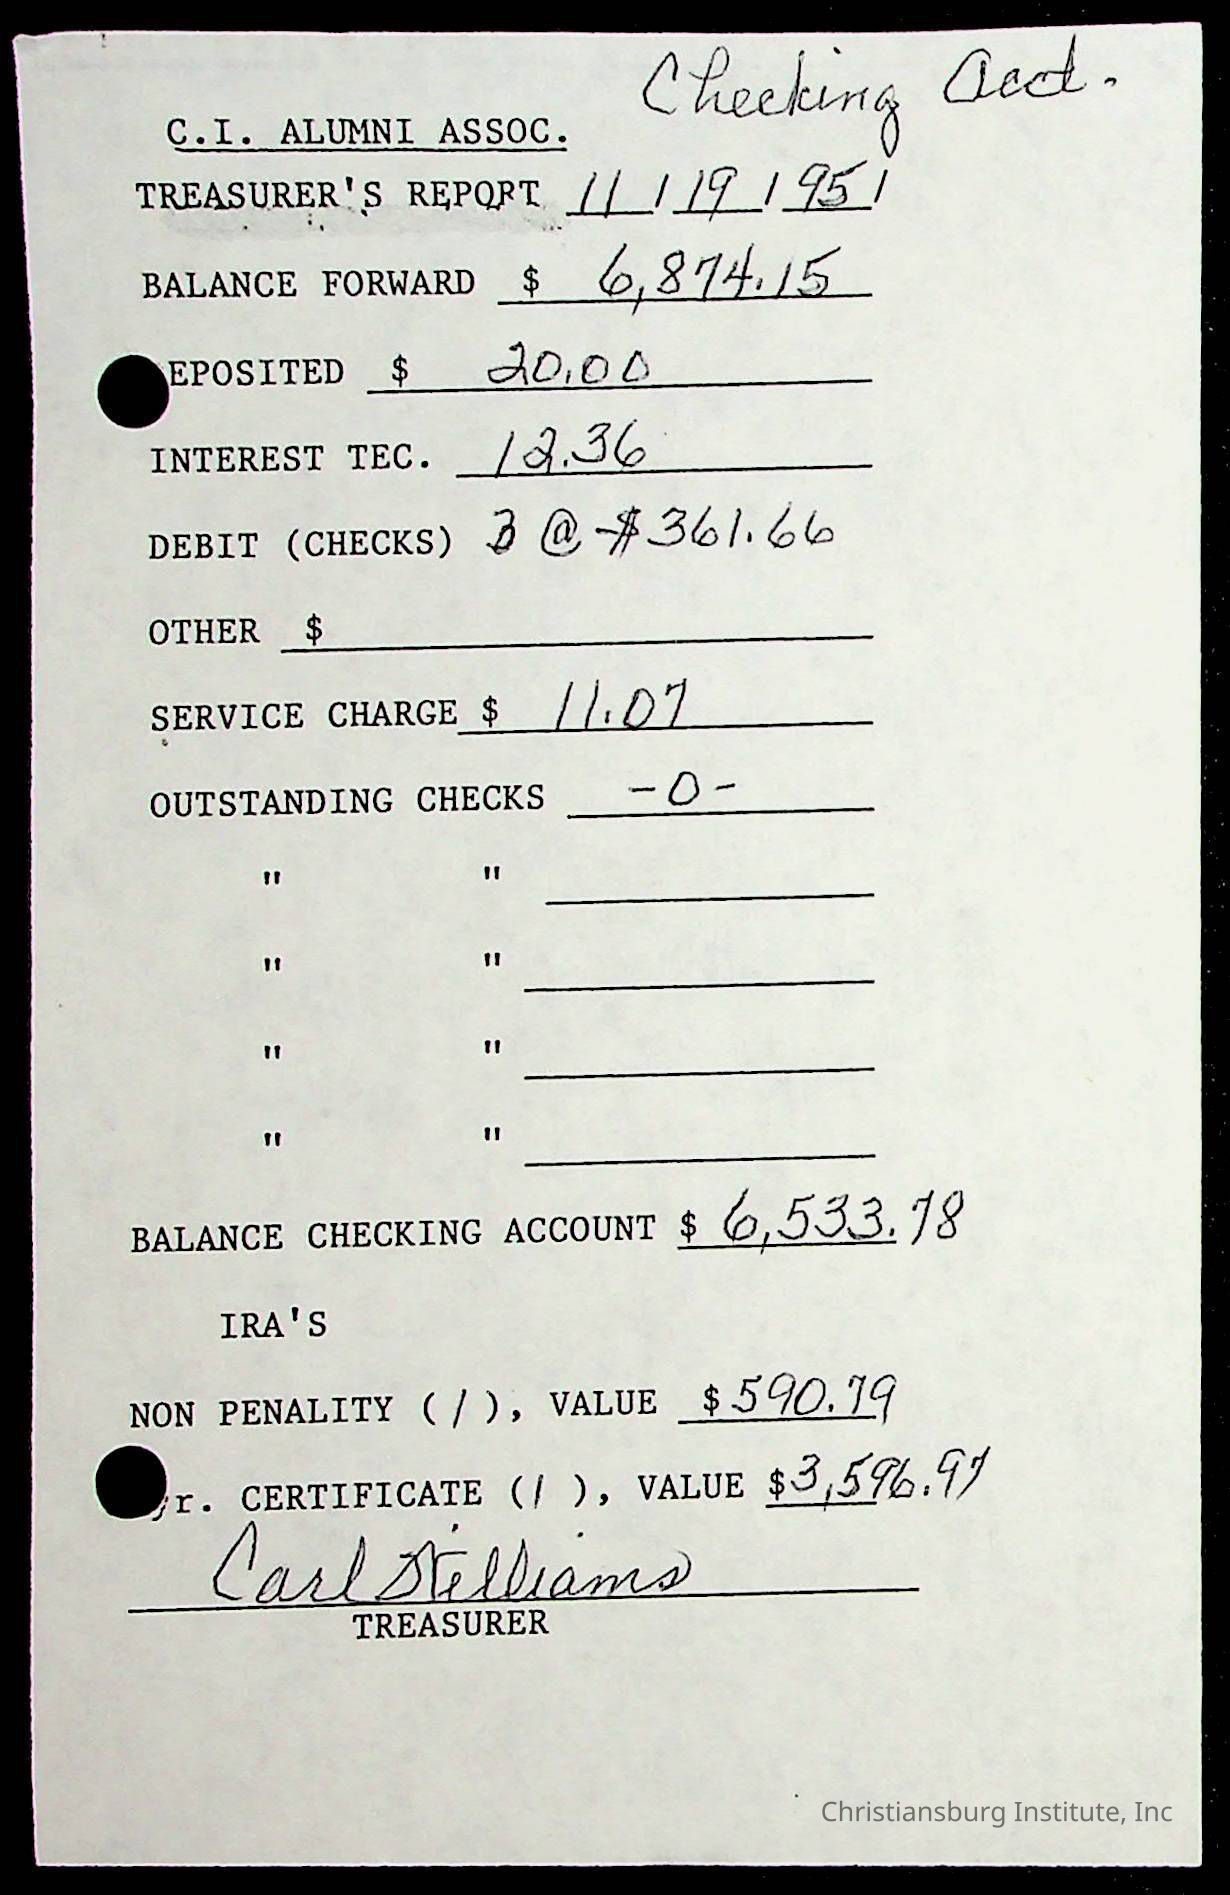 Checking Acct.
C.I. ALUMNI ASSOC.
TREASURER'S REPORT 11 / 19 / 95 /
BALANCE FORWARD $ 6,874.15
EPOSITED $ 20.00
INTEREST TEC. 12.36
DEBIT (CHECKS) 3 @ $361.66
OTHER $
SERVICE CHARGE $ 11.07
OUTSTANDING CHECKS -0-
" "
" "
" "
" "
BALANCE CHECKING ACCOUNT $ 6,533.78
IRA'S
NON PENALITY (/), VALUE $590.79
yr. CERTIFICATE (/ ), VALUE $3,596.97
Carl Williams
TREASURER
Christiansburg Institute, Inc